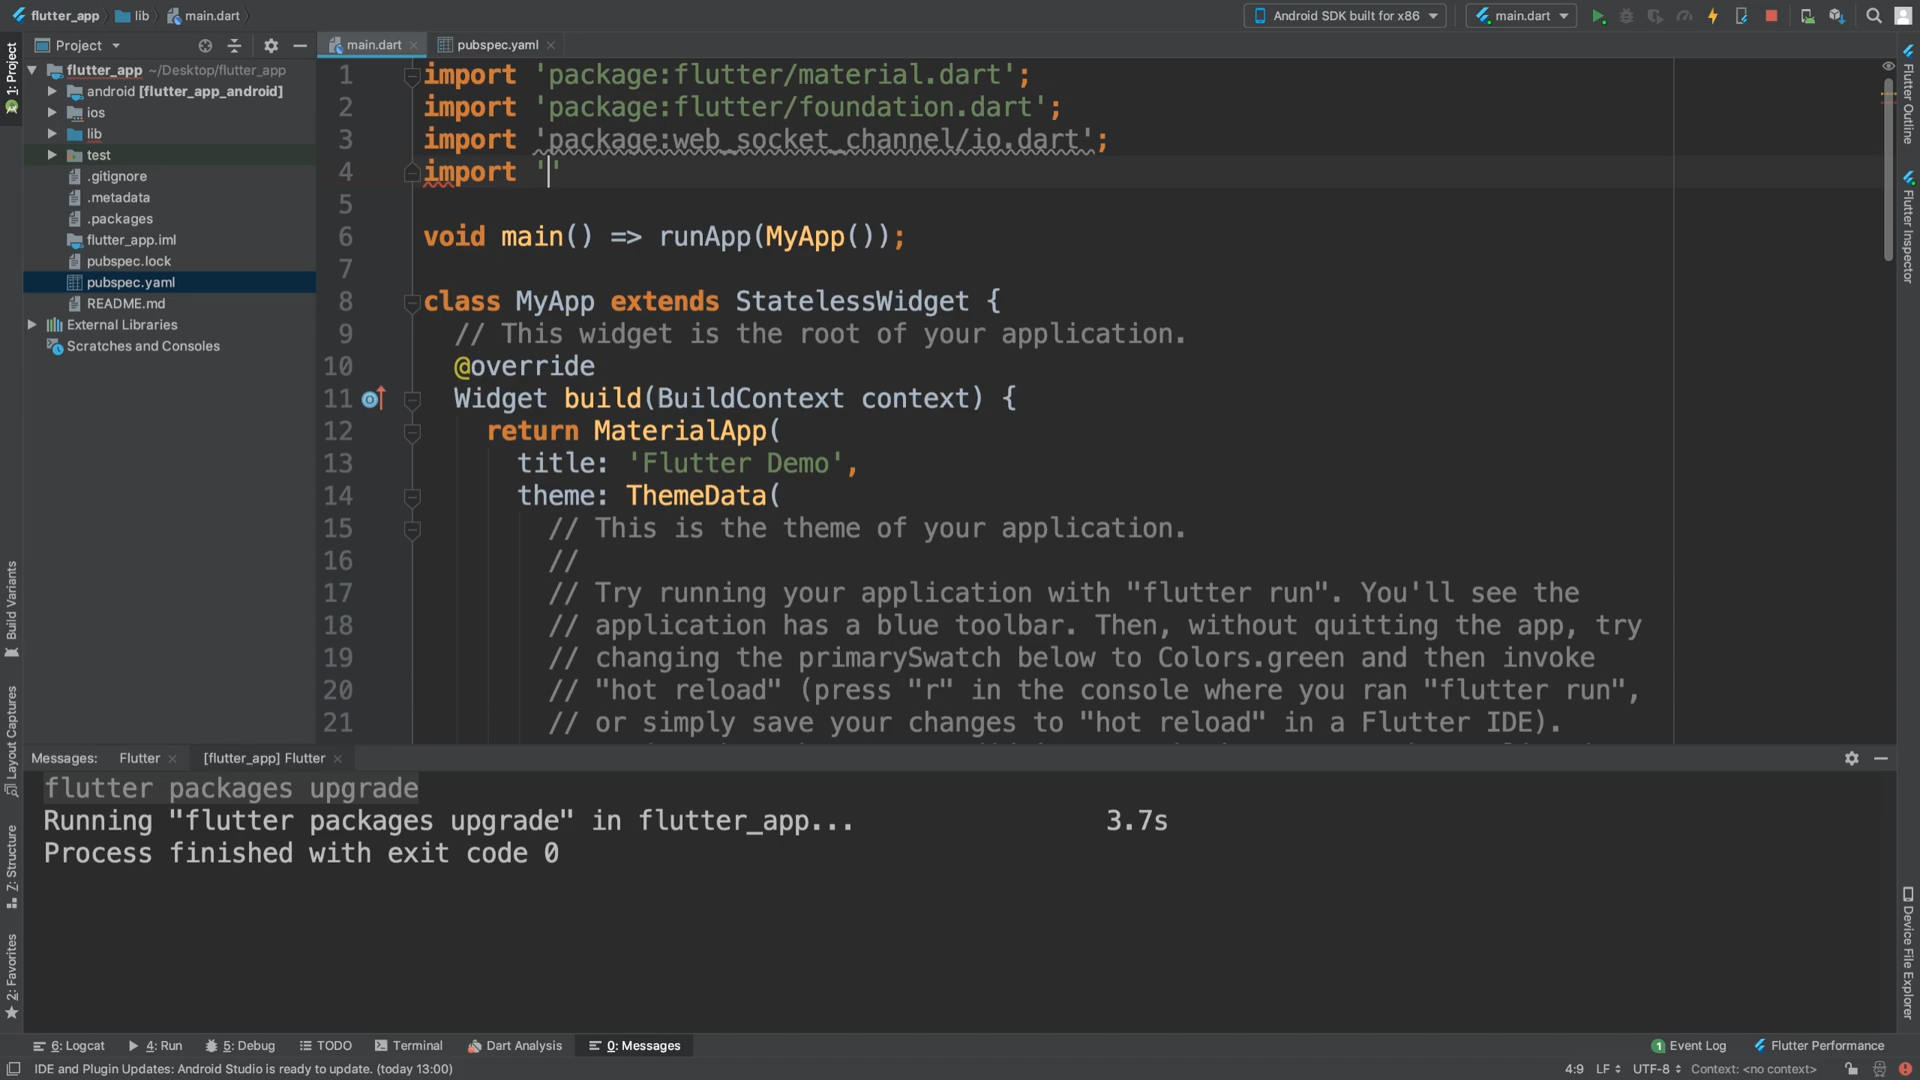 flutter_app lib main.dart Android SDK built for x86 main.dart
Project main.dart pubspec.yaml
flutter_app ~/Desktop/flutter_app
android [flutter_app_android]
ios
lib
test
.gitignore
.metadata
.packages
flutter_app.iml
pubspec.lock
pubspec.yaml
README.md
External Libraries
Scratches and Consoles
1: Project
Build Variants
Layout Captures
7: Structure
2: Favorites
1 import 'package:flutter/material.dart';
2 import 'package:flutter/foundation.dart';
3 import 'package:web_socket_channel/io.dart';
4 import ''
5
6 void main() => runApp(MyApp());
7
8 class MyApp extends StatelessWidget {
9 // This widget is the root of your application.
10 @override
11 Widget build(BuildContext context) {
12 return MaterialApp(
13 title: 'Flutter Demo',
14 theme: ThemeData(
15 // This is the theme of your application.
16 //
17 // Try running your application with "flutter run". You'll see the
18 // application has a blue toolbar. Then, without quitting the app, try
19 // changing the primarySwatch below to Colors.green and then invoke
20 // "hot reload" (press "r" in the console where you ran "flutter run",
21 // or simply save your changes to "hot reload" in a Flutter IDE).
Flutter Outline
Flutter Inspector
Device File Explorer
Messages: Flutter [flutter_app] Flutter
flutter packages upgrade
Running "flutter packages upgrade" in flutter_app... 3.7s
Process finished with exit code 0
6: Logcat 4: Run 5: Debug TODO Terminal Dart Analysis 0: Messages 1 Event Log Flutter Performance
IDE and Plugin Updates: Android Studio is ready to update. (today 13:00) 4:9 LF UTF-8 Context: <no context>